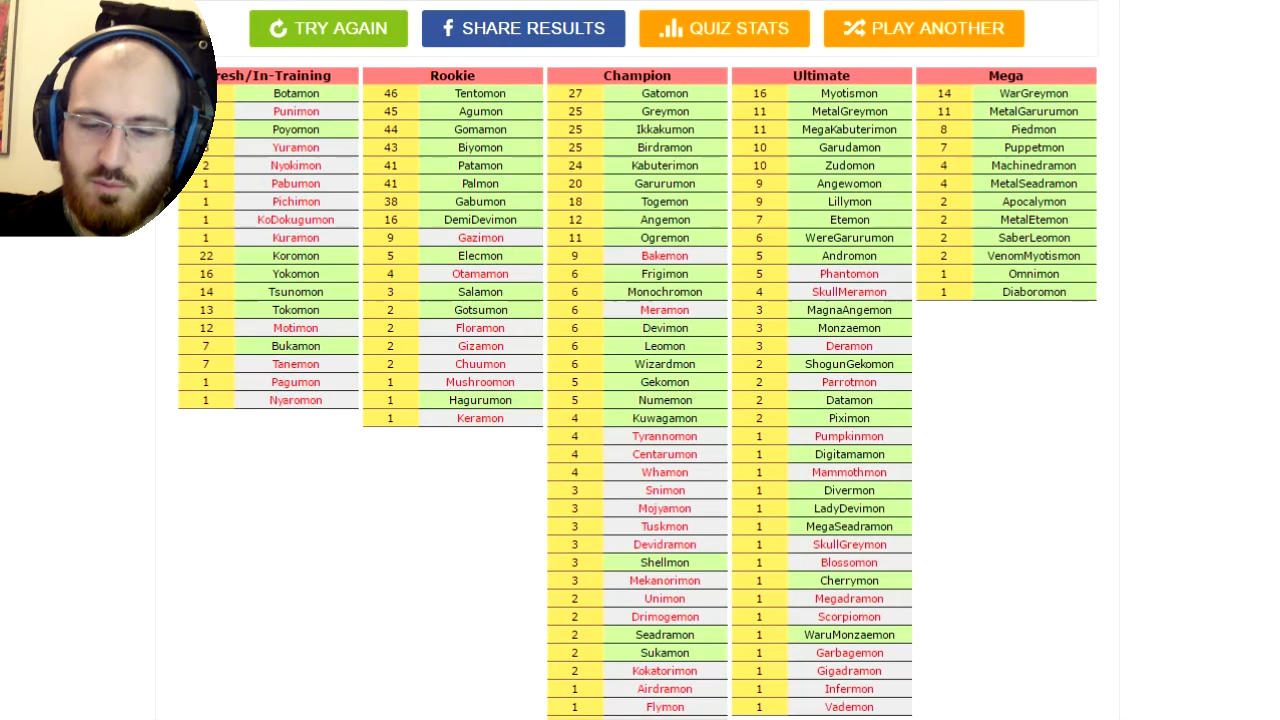 TRY AGAIN SHARE RESULTS QUIZ STATS PLAY ANOTHER
resh/In-Training Rookie Champion Ultimate Mega
Botamon 46 Tentomon 27 Gatomon 16 Myotismon 14 WarGreymon
Punimon 45 Agumon 25 Greymon 11 MetalGreymon 11 MetalGarurumon
Poyomon 44 Gomamon 25 Ikkakumon 11 MegaKabuterimon 8 Piedmon
Yuramon 43 Biyomon 25 Birdramon 10 Garudamon 7 Puppetmon
2 Nyokimon 41 Patamon 24 Kabuterimon 10 Zudomon 4 Machinedramon
1 Pabumon 41 Palmon 20 Garurumon 9 Angewomon 4 MetalSeadramon
1 Pichimon 38 Gabumon 18 Togemon 9 Lillymon 2 Apocalymon
1 KoDokugumon 16 DemiDevimon 12 Angemon 7 Etemon 2 MetalEtemon
1 Kuramon 9 Gazimon 11 Ogremon 6 WereGarurumon 2 SaberLeomon
22 Koromon 5 Elecmon 9 Bakemon 5 Andromon 2 VenomMyotismon
16 Yokomon 4 Otamamon 6 Frigimon 5 Phantomon 1 Omnimon
14 Tsunomon 3 Salamon 6 Monochromon 4 SkullMeramon 1 Diaboromon
13 Tokomon 2 Gotsumon 6 Meramon 3 MagnaAngemon
12 Motimon 2 Floramon 6 Devimon 3 Monzaemon
7 Bukamon 2 Gizamon 6 Leomon 3 Deramon
7 Tanemon 2 Chuumon 6 Wizardmon 2 ShogunGekomon
1 Pagumon 1 Mushroomon 5 Gekomon 2 Parrotmon
1 Nyaromon 1 Hagurumon 5 Numemon 2 Datamon
1 Keramon 4 Kuwagamon 2 Piximon
4 Tyrannomon 1 Pumpkinmon
4 Centarumon 1 Digitamamon
4 Whamon 1 Mammothmon
3 Snimon 1 Divermon
3 Mojyamon 1 LadyDevimon
3 Tuskmon 1 MegaSeadramon
3 Devidramon 1 SkullGreymon
3 Shellmon 1 Blossomon
3 Mekanorimon 1 Cherrymon
2 Unimon 1 Megadramon
2 Drimogemon 1 Scorpiomon
2 Seadramon 1 WaruMonzaemon
2 Sukamon 1 Garbagemon
2 Kokatorimon 1 Gigadramon
1 Airdramon 1 Infermon
1 Flymon 1 Vademon